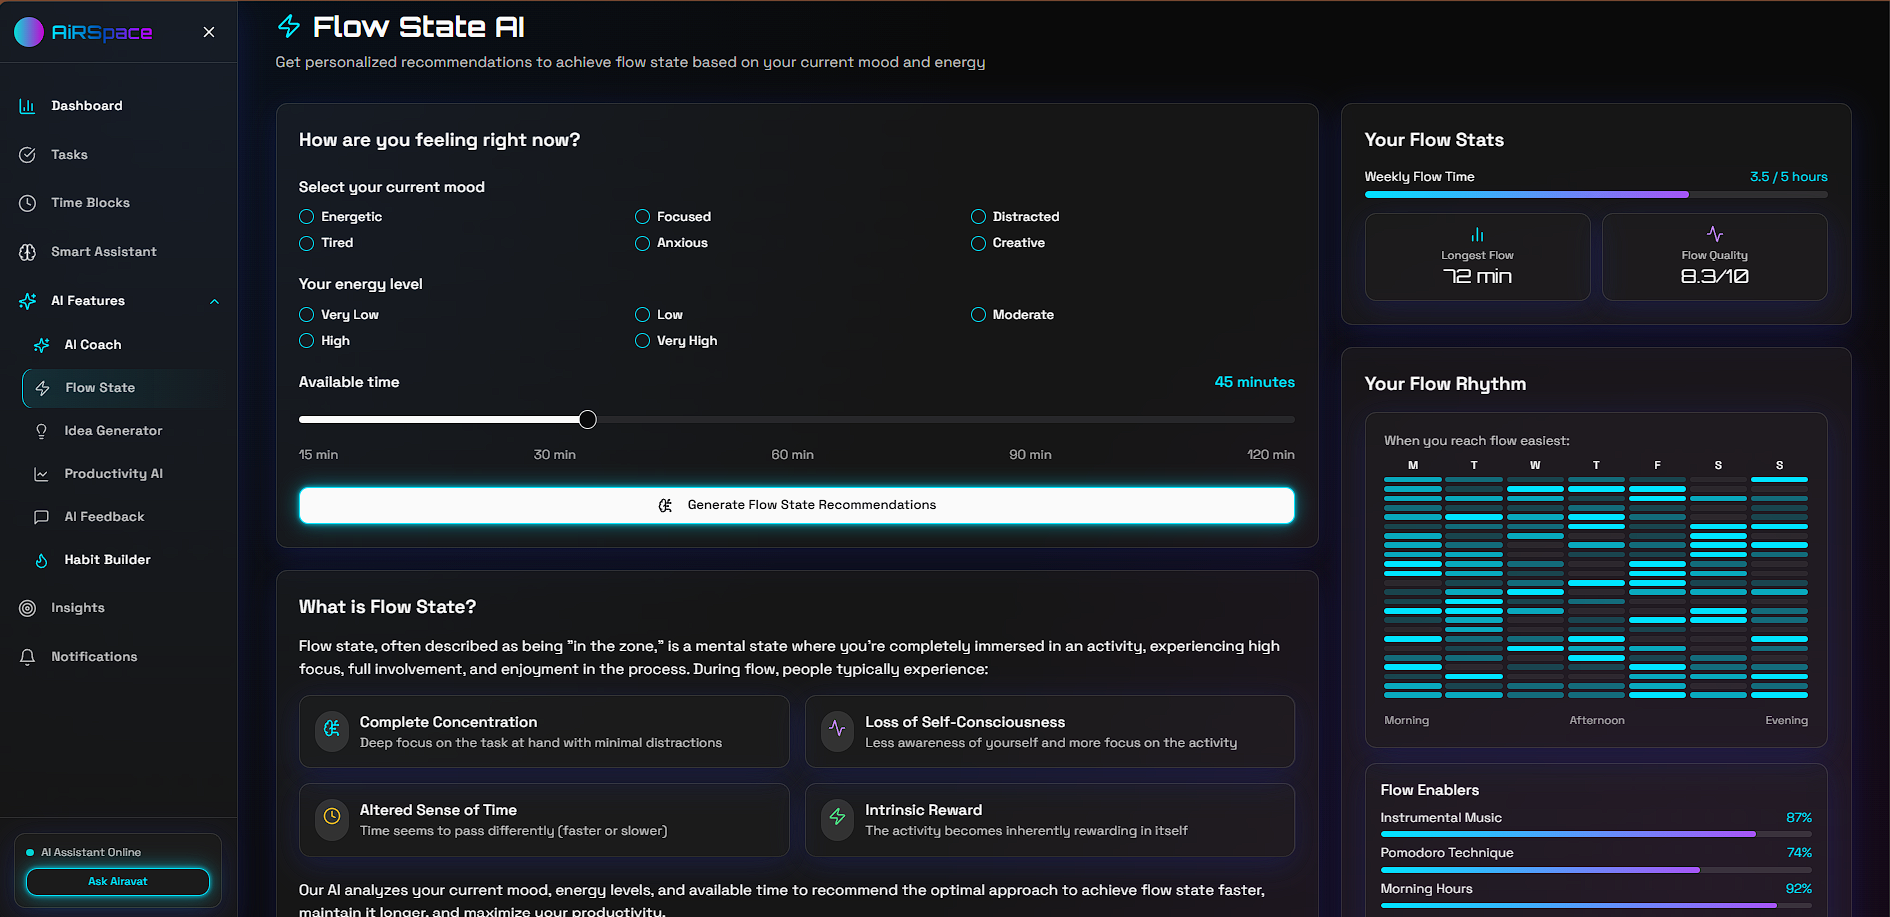 AiRSpace
Dashboard
Tasks
Time Blocks
Smart Assistant
AI Features
AI Coach
Flow State
Idea Generator
Productivity AI
AI Feedback
Habit Builder
Insights
Notifications
AI Assistant Online
Ask Airavat
Flow State AI
Get personalized recommendations to achieve flow state based on your current mood and energy
How are you feeling right now?
Select your current mood
Energetic
Focused
Distracted
Tired
Anxious
Creative
Your energy level
Very Low
Low
Moderate
High
Very High
Available time
45 minutes
15 min
30 min
60 min
90 min
120 min
Generate Flow State Recommendations
What is Flow State?
Flow state, often described as being "in the zone," is a mental state where you're completely immersed in an activity, experiencing high
focus, full involvement, and enjoyment in the process. During flow, people typically experience:
Complete Concentration
Deep focus on the task at hand with minimal distractions
Loss of Self-Consciousness
Less awareness of yourself and more focus on the activity
Altered Sense of Time
Time seems to pass differently (faster or slower)
Intrinsic Reward
The activity becomes inherently rewarding in itself
Our AI analyzes your current mood, energy levels, and available time to recommend the optimal approach to achieve flow state faster,
maintain it longer, and maximize your productivity.
Your Flow Stats
Weekly Flow Time
3.5 / 5 hours
Longest Flow
72 min
Flow Quality
8.3/10
Your Flow Rhythm
When you reach flow easiest:
M T W T F S S
Morning
Afternoon
Evening
Flow Enablers
Instrumental Music
87%
Pomodoro Technique
74%
Morning Hours
92%